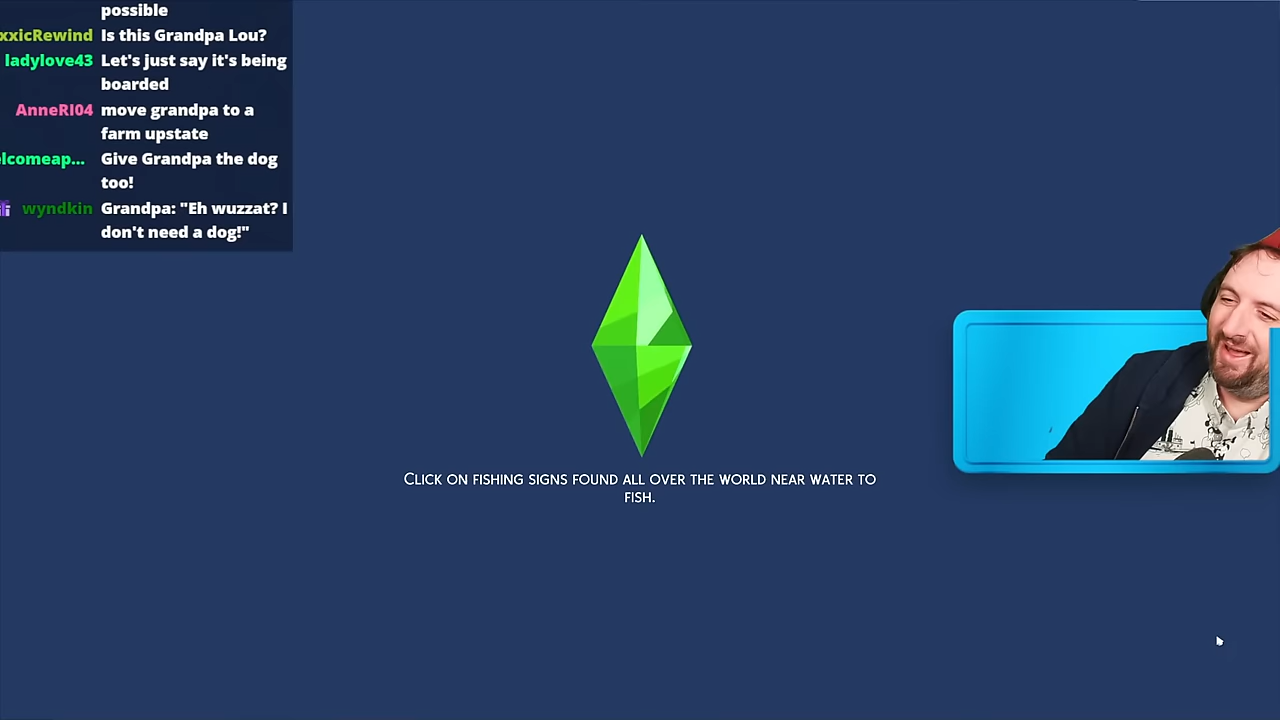 possible
xxicRewind Is this Grandpa Lou?
ladylove43 Let's just say it's being
boarded
AnneRI04 move grandpa to a
farm upstate
elcomeap... Give Grandpa the dog
too!
wyndkin Grandpa: "Eh wuzzat? I
don't need a dog!"
CLICK ON FISHING SIGNS FOUND ALL OVER THE WORLD NEAR WATER TO
FISH.